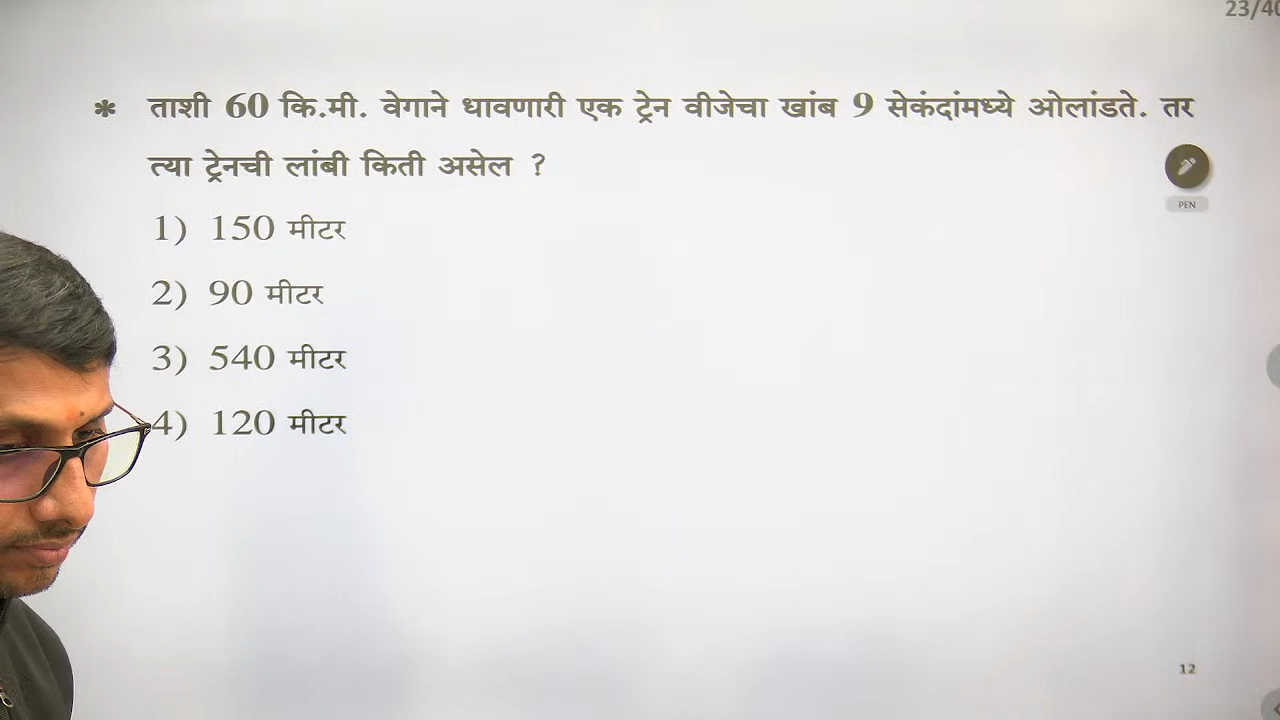 23/40
* ताशी 60 कि.मी. वेगाने धावणारी एक ट्रेन वीजेचा खांब 9 सेकंदांमध्ये ओलांडते. तर
त्या ट्रेनची लांबी किती असेल ?
PEN
1) 150 मीटर
2) 90 मीटर
3) 540 मीटर
4) 120 मीटर
12